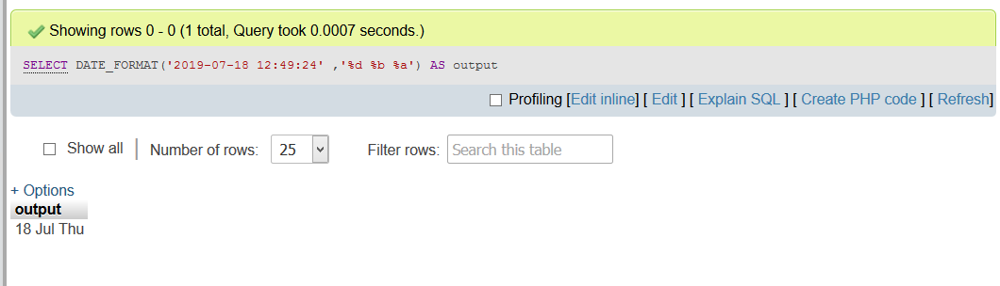 Showing rows 0 - 0 (1 total, Query took 0.0007 seconds.)
SELECT DATE_FORMAT('2019-07-18 12:49:24' ,'%d %b %a') AS output
Profiling [Edit inline] [ Edit ] [ Explain SQL ] [ Create PHP code ] [ Refresh]
Show all | Number of rows: 25 Filter rows: Search this table
+ Options
output
18 Jul Thu